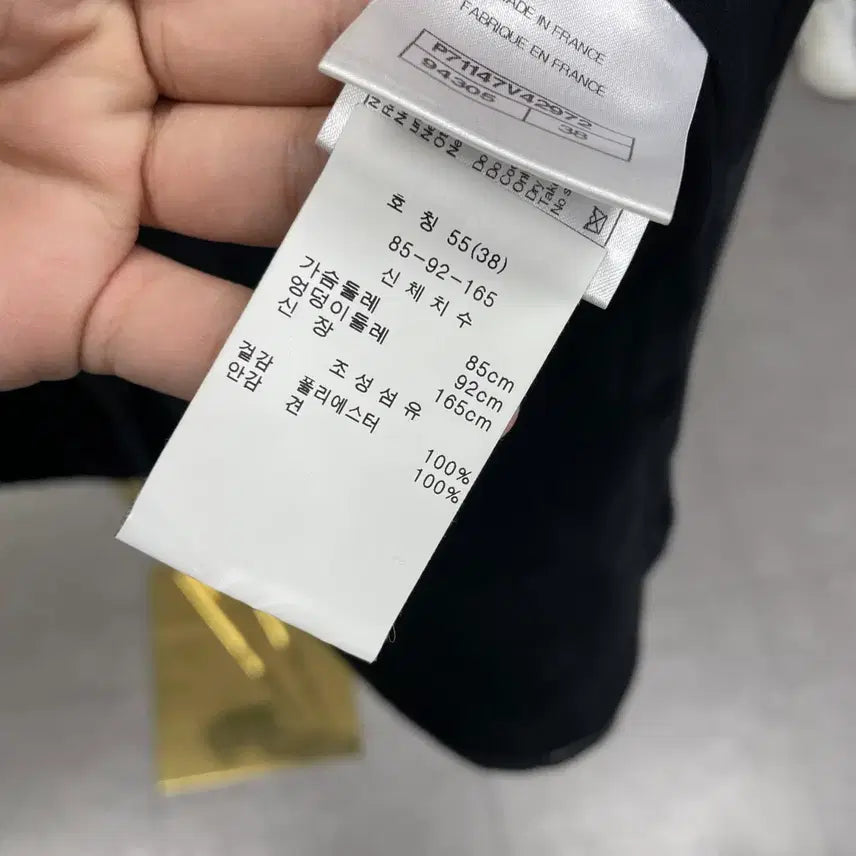 MADE IN FRANCE
FABRIQUE EN FRANCE
P71147V42972
94305 38
호 칭 55(38)
85-92-165
신 체 치 수
가슴둘레 85cm
엉덩이둘레 92cm
신 장 165cm
조 성 섬 유
겉감 폴리에스터 100%
안감 견 100%